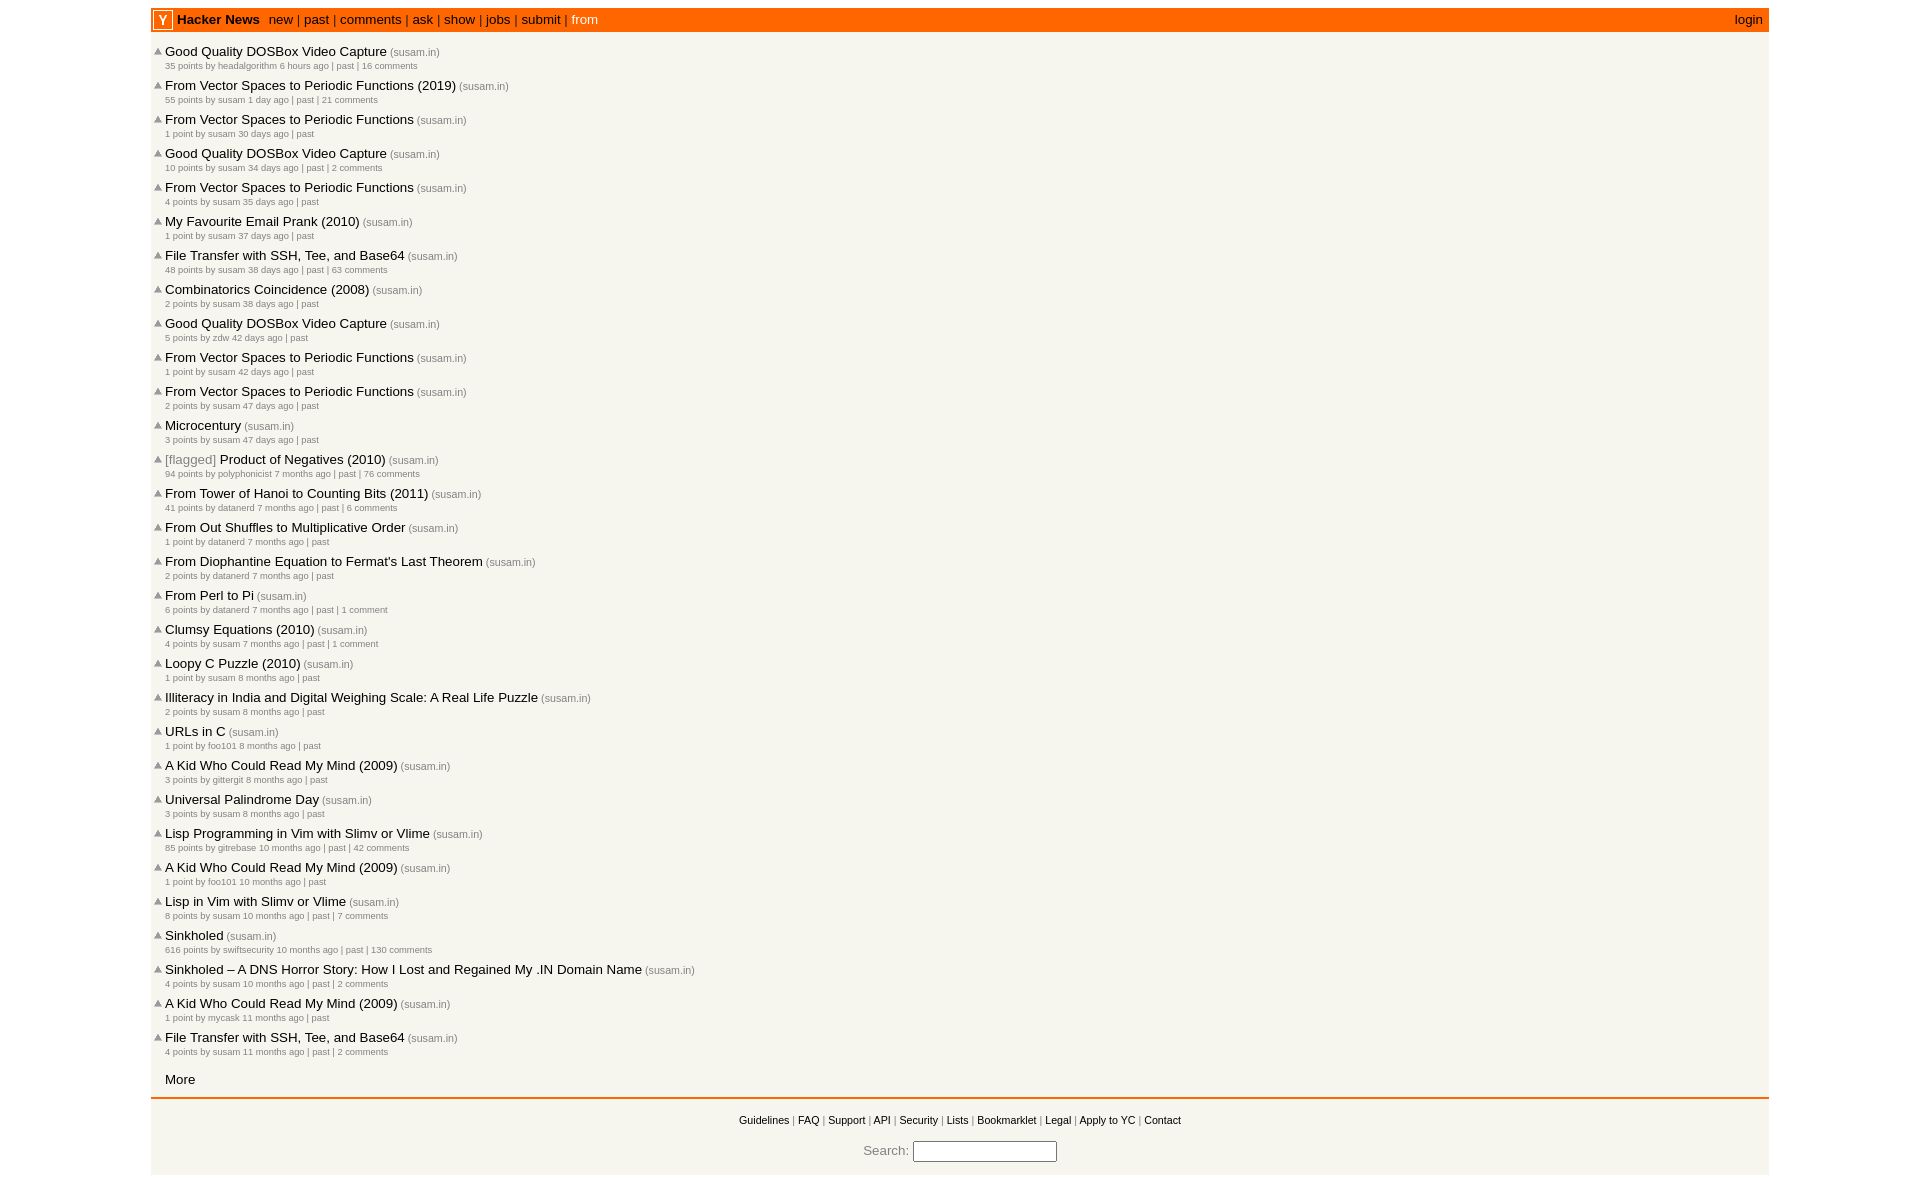 Y Hacker News new | past | comments | ask | show | jobs | submit | from login
Good Quality DOSBox Video Capture (susam.in)
35 points by headalgorithm 6 hours ago | past | 16 comments
From Vector Spaces to Periodic Functions (2019) (susam.in)
55 points by susam 1 day ago | past | 21 comments
From Vector Spaces to Periodic Functions (susam.in)
1 point by susam 30 days ago | past
Good Quality DOSBox Video Capture (susam.in)
10 points by susam 34 days ago | past | 2 comments
From Vector Spaces to Periodic Functions (susam.in)
4 points by susam 35 days ago | past
My Favourite Email Prank (2010) (susam.in)
1 point by susam 37 days ago | past
File Transfer with SSH, Tee, and Base64 (susam.in)
48 points by susam 38 days ago | past | 63 comments
Combinatorics Coincidence (2008) (susam.in)
2 points by susam 38 days ago | past
Good Quality DOSBox Video Capture (susam.in)
5 points by zdw 42 days ago | past
From Vector Spaces to Periodic Functions (susam.in)
1 point by susam 42 days ago | past
From Vector Spaces to Periodic Functions (susam.in)
2 points by susam 47 days ago | past
Microcentury (susam.in)
3 points by susam 47 days ago | past
[flagged] Product of Negatives (2010) (susam.in)
94 points by polyphonicist 7 months ago | past | 76 comments
From Tower of Hanoi to Counting Bits (2011) (susam.in)
41 points by datanerd 7 months ago | past | 6 comments
From Out Shuffles to Multiplicative Order (susam.in)
1 point by datanerd 7 months ago | past
From Diophantine Equation to Fermat's Last Theorem (susam.in)
2 points by datanerd 7 months ago | past
From Perl to Pi (susam.in)
6 points by datanerd 7 months ago | past | 1 comment
Clumsy Equations (2010) (susam.in)
4 points by susam 7 months ago | past | 1 comment
Loopy C Puzzle (2010) (susam.in)
1 point by susam 8 months ago | past
Illiteracy in India and Digital Weighing Scale: A Real Life Puzzle (susam.in)
2 points by susam 8 months ago | past
URLs in C (susam.in)
1 point by foo101 8 months ago | past
A Kid Who Could Read My Mind (2009) (susam.in)
3 points by gittergit 8 months ago | past
Universal Palindrome Day (susam.in)
3 points by susam 8 months ago | past
Lisp Programming in Vim with Slimv or Vlime (susam.in)
85 points by gitrebase 10 months ago | past | 42 comments
A Kid Who Could Read My Mind (2009) (susam.in)
1 point by foo101 10 months ago | past
Lisp in Vim with Slimv or Vlime (susam.in)
8 points by susam 10 months ago | past | 7 comments
Sinkholed (susam.in)
616 points by swiftsecurity 10 months ago | past | 130 comments
Sinkholed – A DNS Horror Story: How I Lost and Regained My .IN Domain Name (susam.in)
4 points by susam 10 months ago | past | 2 comments
A Kid Who Could Read My Mind (2009) (susam.in)
1 point by mycask 11 months ago | past
File Transfer with SSH, Tee, and Base64 (susam.in)
4 points by susam 11 months ago | past | 2 comments
More
Guidelines | FAQ | Support | API | Security | Lists | Bookmarklet | Legal | Apply to YC | Contact
Search: